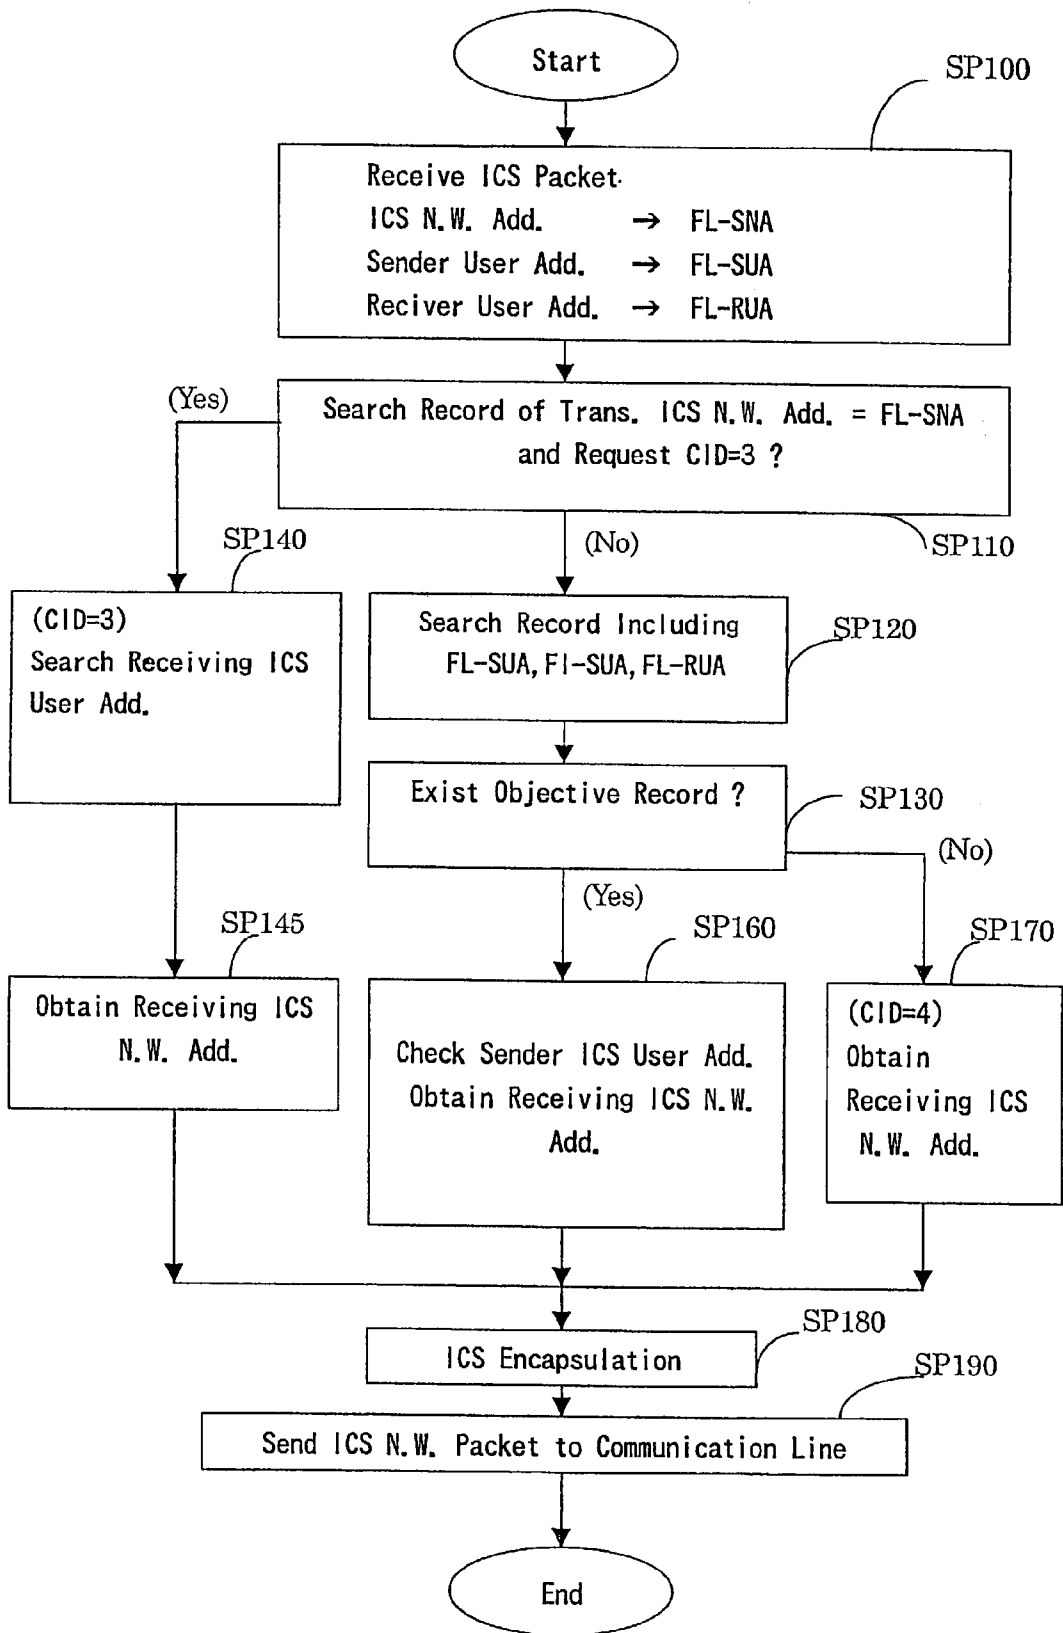 Start
SP100
Receive ICS Packet
ICS N.W. Add. → FL-SNA
Sender User Add. → FL-SUA
Reciver User Add. → FL-RUA
(Yes)
Search Record of Trans. ICS N.W. Add. = FL-SNA
and Request CID=3 ?
SP110
(No)
SP140
(CID=3)
Search Receiving ICS
User Add.
SP120
Search Record Including
FL-SUA, FI-SUA, FL-RUA
Exist Objective Record ?
SP130
(No)
(Yes)
SP145
Obtain Receiving ICS
N.W. Add.
SP160
Check Sender ICS User Add.
Obtain Receiving ICS N.W.
Add.
SP170
(CID=4)
Obtain
Receiving ICS
N.W. Add.
SP180
ICS Encapsulation
SP190
Send ICS N.W. Packet to Communication Line
End